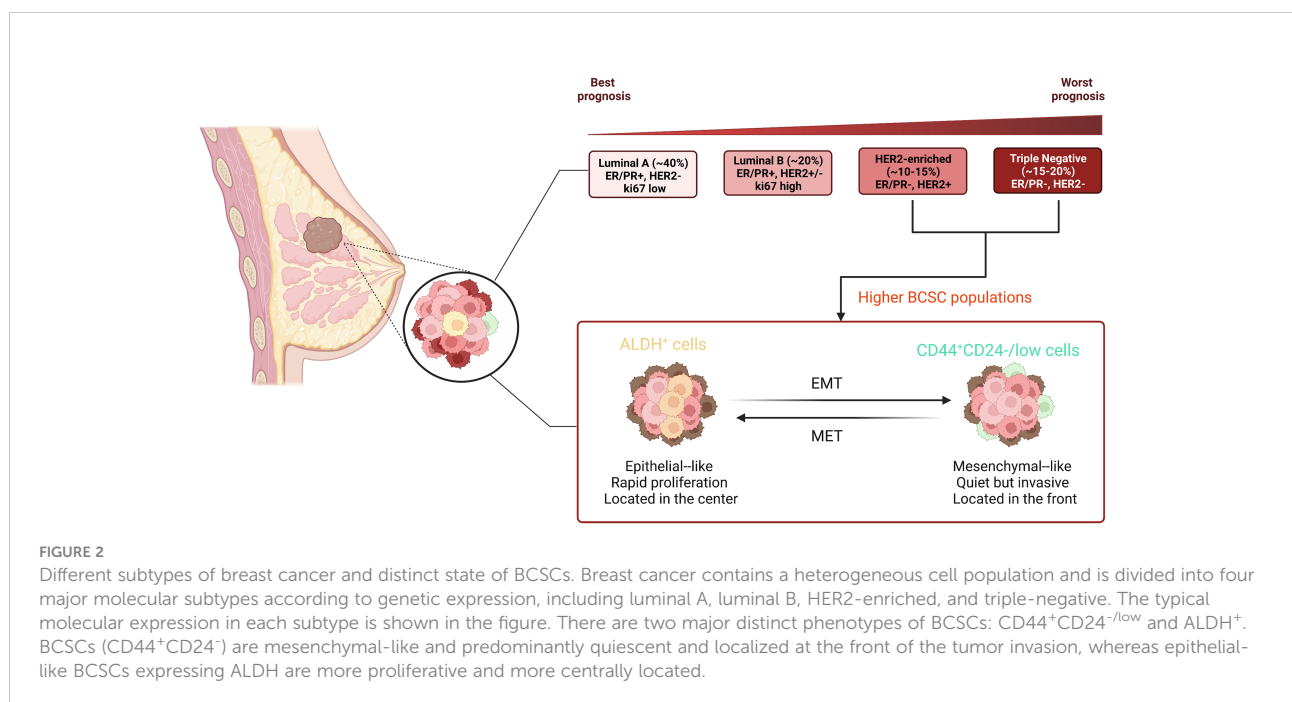 Best
prognosis
Worst
prognosis
Luminal A (~40%)
ER/PR+, HER2-
ki67 low
Luminal B (~20%)
ER/PR+, HER2+/-
ki67 high
HER2-enriched
(~10-15%)
ER/PR-, HER2+
Triple Negative
(~15-20%)
ER/PR-, HER2-
Higher BCSC populations
ALDH⁺ cells
CD44⁺CD24-/low cells
EMT
MET
Epithelial--like
Rapid proliferation
Located in the center
Mesenchymal--like
Quiet but invasive
Located in the front
FIGURE 2
Different subtypes of breast cancer and distinct state of BCSCs. Breast cancer contains a heterogeneous cell population and is divided into four
major molecular subtypes according to genetic expression, including luminal A, luminal B, HER2-enriched, and triple-negative. The typical
molecular expression in each subtype is shown in the figure. There are two major distinct phenotypes of BCSCs: CD44⁺CD24⁻/ˡᵒʷ and ALDH⁺.
BCSCs (CD44⁺CD24⁻) are mesenchymal-like and predominantly quiescent and localized at the front of the tumor invasion, whereas epithelial-
like BCSCs expressing ALDH are more proliferative and more centrally located.